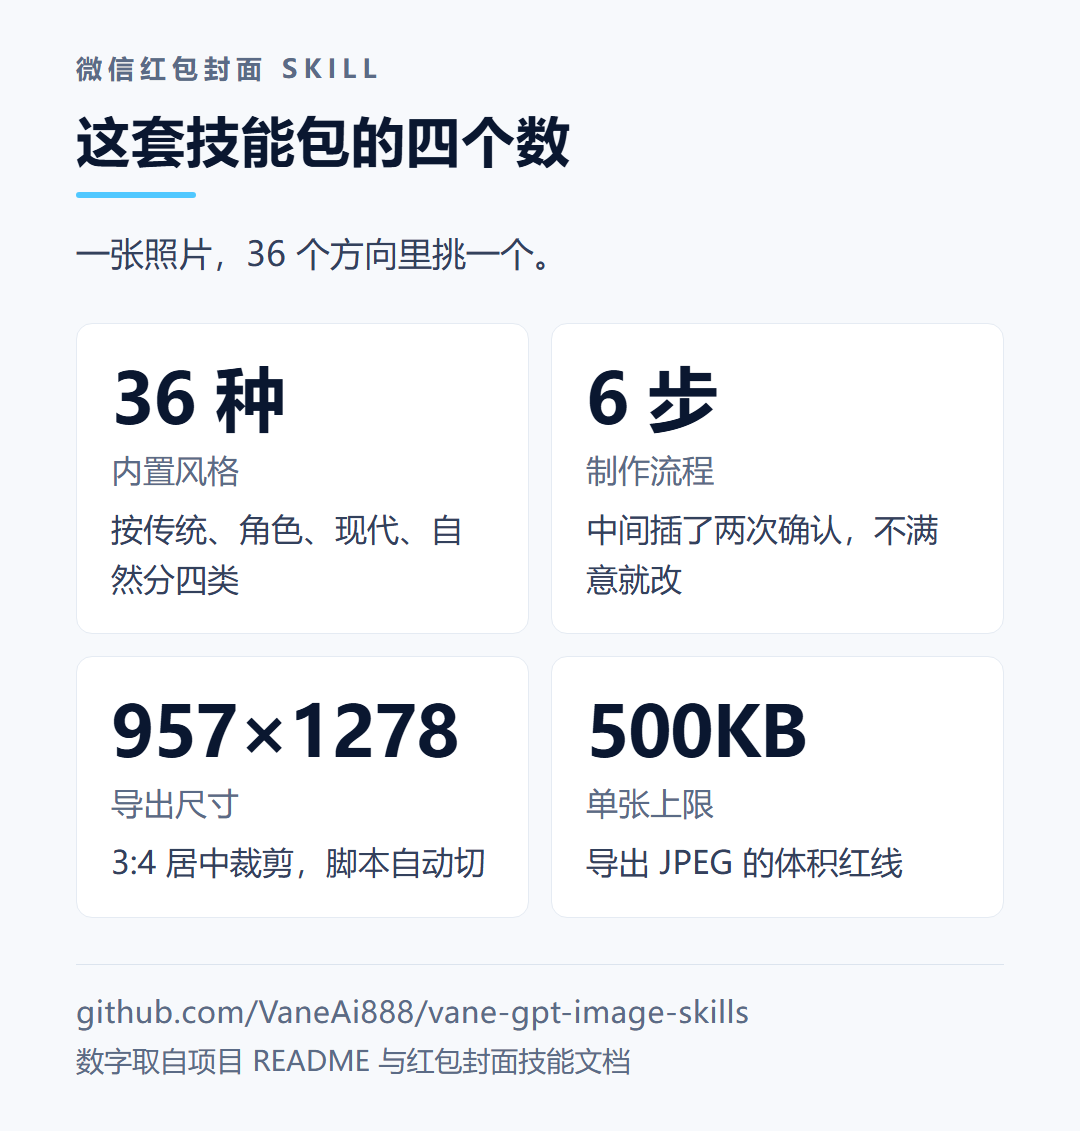 微信红包封面 SKILL
这套技能包的四个数
一张照片，36 个方向里挑一个。
36 种
内置风格
按传统、角色、现代、自
然分四类
6 步
制作流程
中间插了两次确认，不满
意就改
957×1278
导出尺寸
3:4 居中裁剪，脚本自动切
500KB
单张上限
导出 JPEG 的体积红线
github.com/VaneAi888/vane-gpt-image-skills
数字取自项目 README 与红包封面技能文档